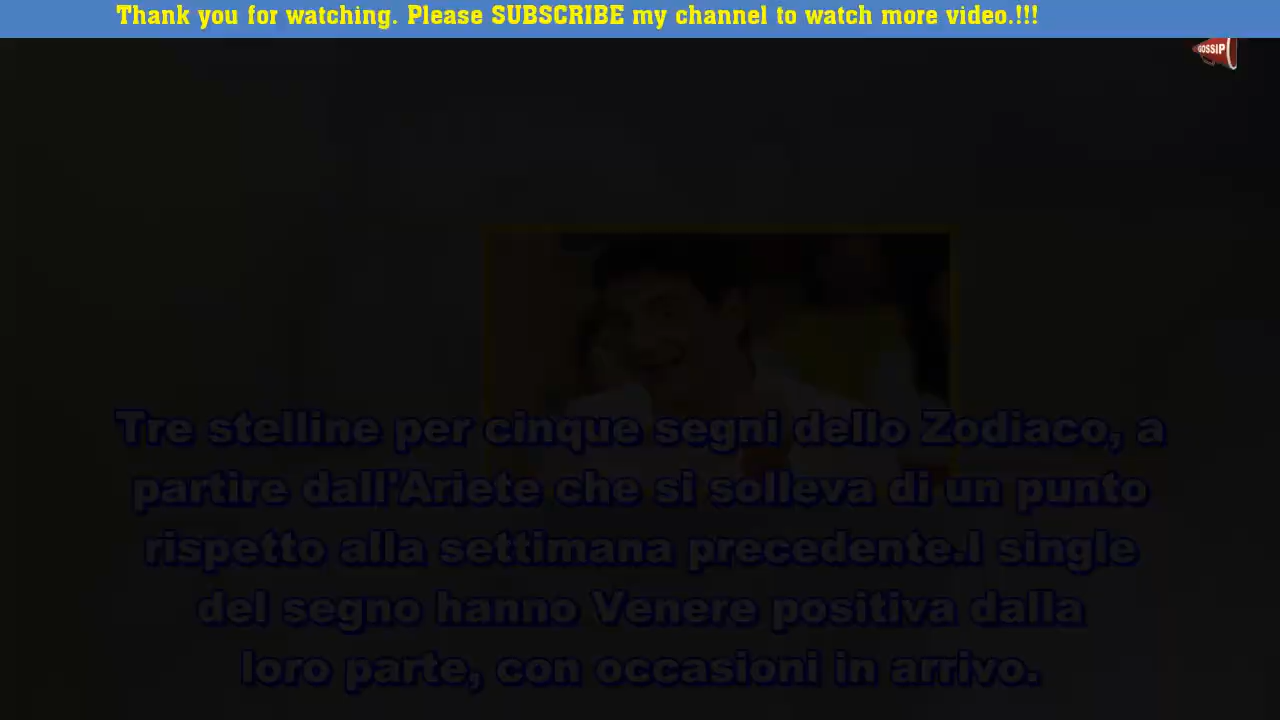 Thank you for watching. Please SUBSCRIBE my channel to watch more video.!!!
GOSSIP
Tre stelline per cinque segni dello Zodiaco, a
partire dall'Ariete che si solleva di un punto
rispetto alla settimana precedente.I single
del segno hanno Venere positiva dalla
loro parte, con occasioni in arrivo.